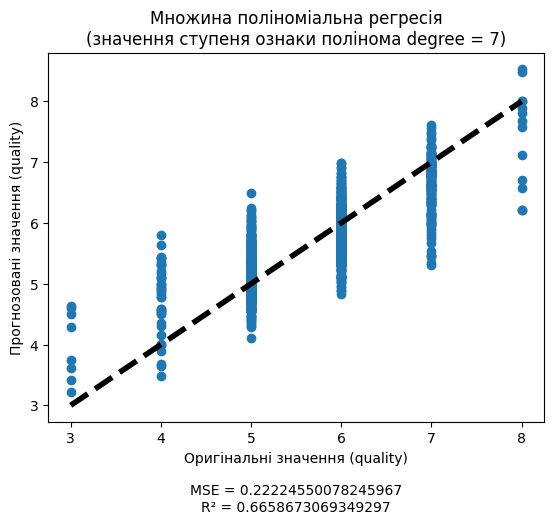 Множина поліноміальна регресія
(значення ступеня ознаки полінома degree = 7)
Прогнозовані значення (quality)
8
7
6
5
4
3
3 4 5 6 7 8
Оригінальні значення (quality)
MSE = 0.22224550078245967
R² = 0.6658673069349297